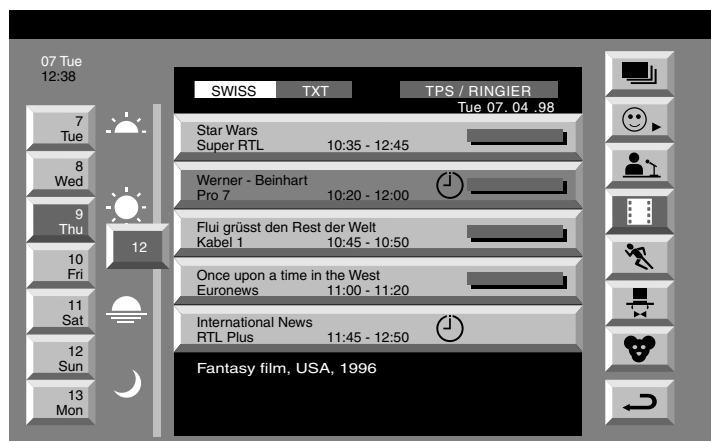 07 Tue
12:38
7
Tue
8
Wed
9
Thu
10
Fri
11
Sat
12
Sun
13
Mon
12
SWISS TXT TPS / RINGIER
Tue 07. 04 .98
Star Wars
Super RTL 10:35 - 12:45
Werner - Beinhart
Pro 7 10:20 - 12:00
Flui grüsst den Rest der Welt
Kabel 1 10:45 - 10:50
Once upon a time in the West
Euronews 11:00 - 11:20
International News
RTL Plus 11:45 - 12:50
Fantasy film, USA, 1996